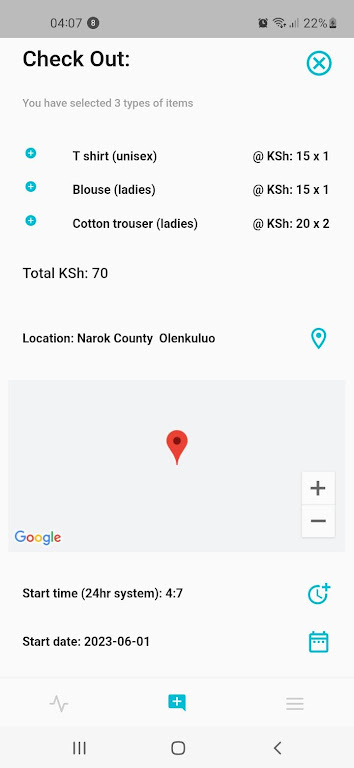 04:07 8 22%
Check Out:
You have selected 3 types of items
T shirt (unisex) @ KSh: 15 x 1
Blouse (ladies) @ KSh: 15 x 1
Cotton trouser (ladies) @ KSh: 20 x 2
Total KSh: 70
Location: Narok County Olenkuluo
Google
Start time (24hr system): 4:7
Start date: 2023-06-01